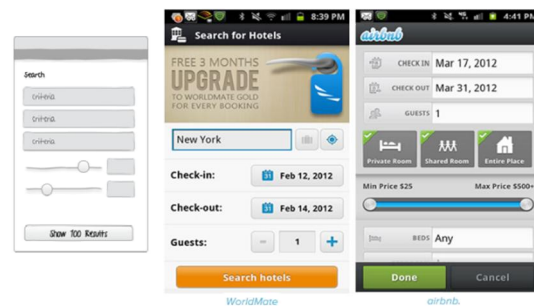 Search
criteria
criteria
criteria
Show 100 Results
8:39 PM
Search for Hotels
FREE 3 MONTHS
UPGRADE
TO WORLDMATE GOLD
FOR EVERY BOOKING
New York
Check-in:
Feb 12, 2012
Check-out:
Feb 14, 2012
Guests:
- 1 +
Search hotels
WorldMate
4:41 PM
airbnb
CHECK IN Mar 17, 2012
CHECK OUT Mar 31, 2012
GUESTS 1
Private Room Shared Room Entire Place
Min Price $25 Max Price $500+
BEDS Any
Done Cancel
airbnb.